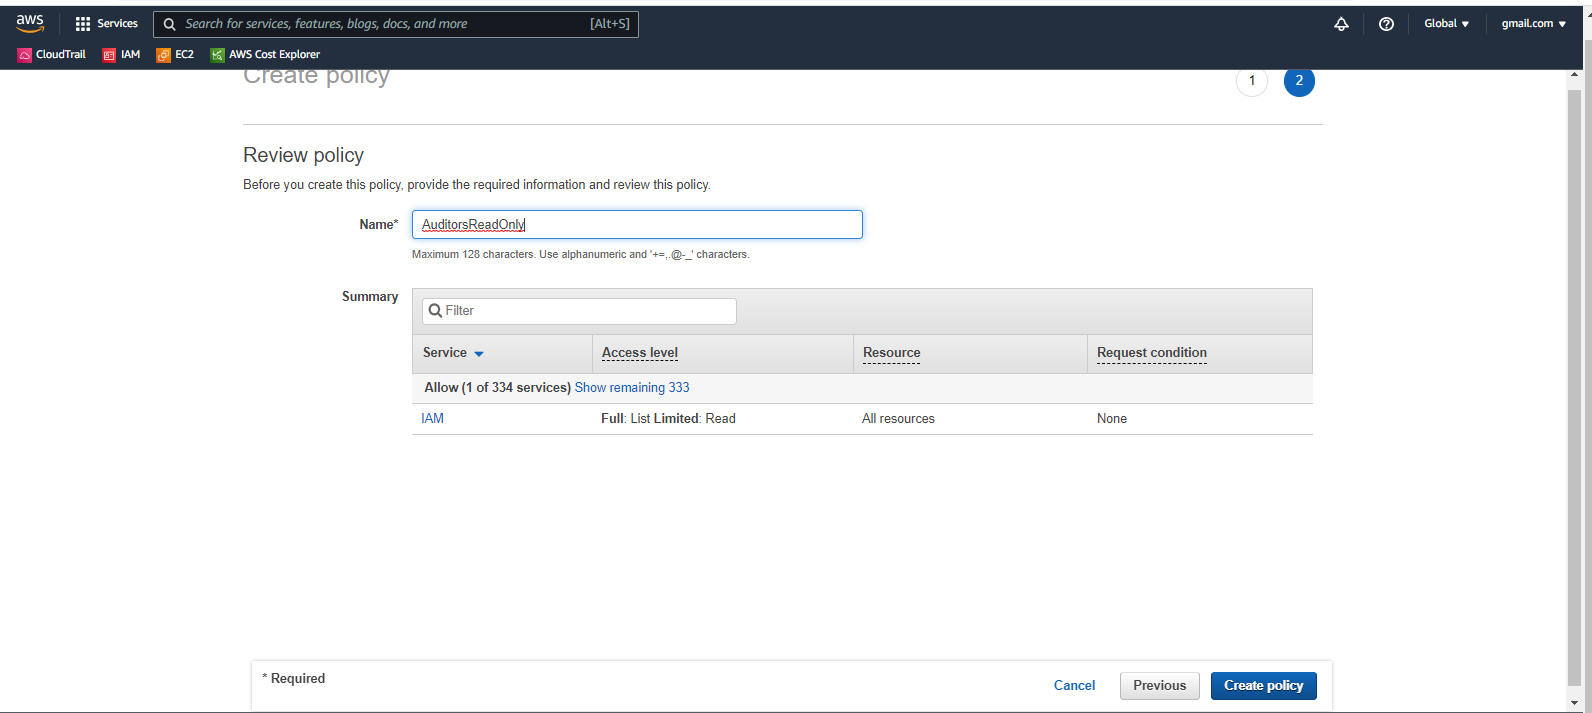 aws Services Search for services, features, blogs, docs, and more [Alt+S] Global gmail.com
CloudTrail IAM EC2 AWS Cost Explorer
Create policy 1 2
Review policy
Before you create this policy, provide the required information and review this policy.
Name* AuditorsReadOnly
Maximum 128 characters. Use alphanumeric and '+=,.@-_' characters.
Summary
Filter
Service Access level Resource Request condition
Allow (1 of 334 services) Show remaining 333
IAM Full: List Limited: Read All resources None
* Required
Cancel Previous Create policy